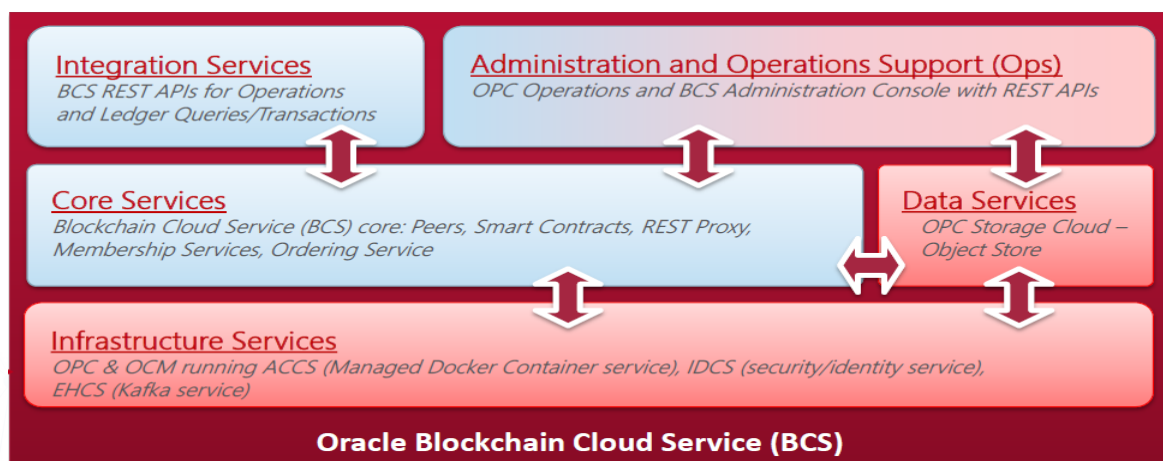 Integration Services
BCS REST APIs for Operations
and Ledger Queries/Transactions
Administration and Operations Support (Ops)
OPC Operations and BCS Administration Console with REST APIs
Core Services
Blockchain Cloud Service (BCS) core: Peers, Smart Contracts, REST Proxy,
Membership Services, Ordering Service
Data Services
OPC Storage Cloud –
Object Store
Infrastructure Services
OPC & OCM running ACCS (Managed Docker Container service), IDCS (security/identity service),
EHCS (Kafka service)
Oracle Blockchain Cloud Service (BCS)